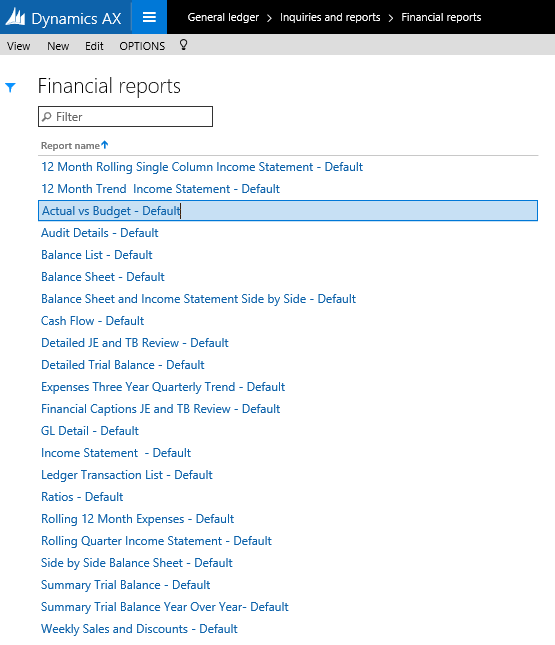 Dynamics AX General ledger > Inquiries and reports > Financial reports
View New Edit OPTIONS
Financial reports
Filter
Report name
12 Month Rolling Single Column Income Statement - Default
12 Month Trend  Income Statement - Default
Actual vs Budget - Default
Audit Details - Default
Balance List - Default
Balance Sheet - Default
Balance Sheet and Income Statement Side by Side - Default
Cash Flow - Default
Detailed JE and TB Review - Default
Detailed Trial Balance - Default
Expenses Three Year Quarterly Trend - Default
Financial Captions JE and TB Review - Default
GL Detail - Default
Income Statement  - Default
Ledger Transaction List - Default
Ratios - Default
Rolling 12 Month Expenses - Default
Rolling Quarter Income Statement - Default
Side by Side Balance Sheet - Default
Summary Trial Balance - Default
Summary Trial Balance Year Over Year- Default
Weekly Sales and Discounts - Default